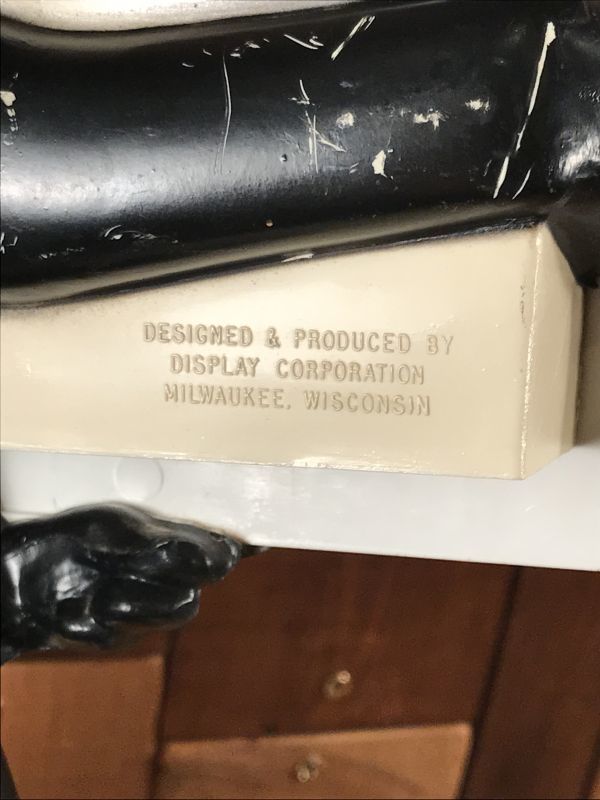 DESIGNED & PRODUCED BY
DISPLAY CORPORATION
MILWAUKEE, WISCONSIN